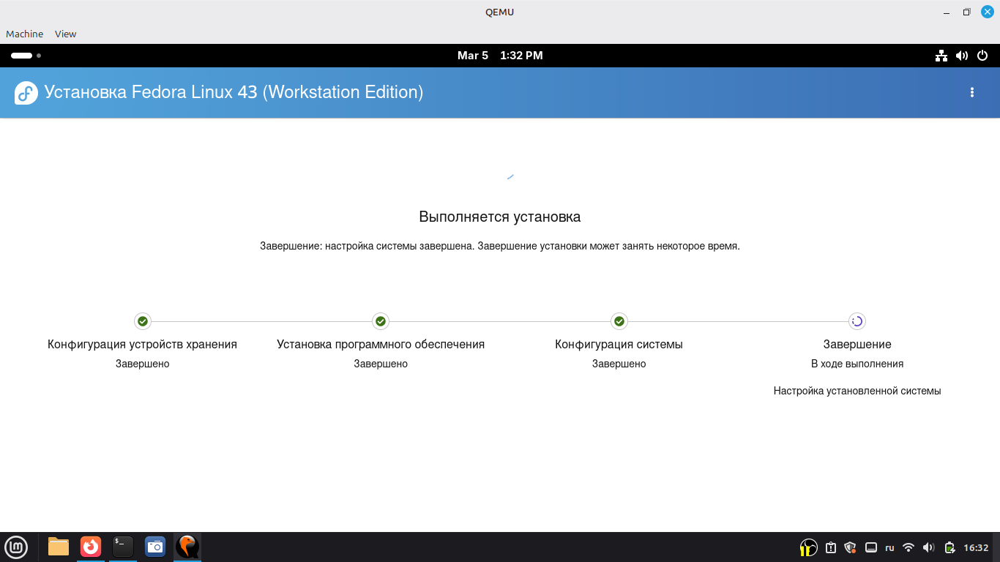 QEMU
Machine View
Mar 5 1:32 PM
Установка Fedora Linux 43 (Workstation Edition)
Выполняется установка
Завершение: настройка системы завершена. Завершение установки может занять некоторое время.
Конфигурация устройств хранения
Завершено
Установка программного обеспечения
Завершено
Конфигурация системы
Завершено
Завершение
В ходе выполнения
Настройка установленной системы
$_
ru
16:32